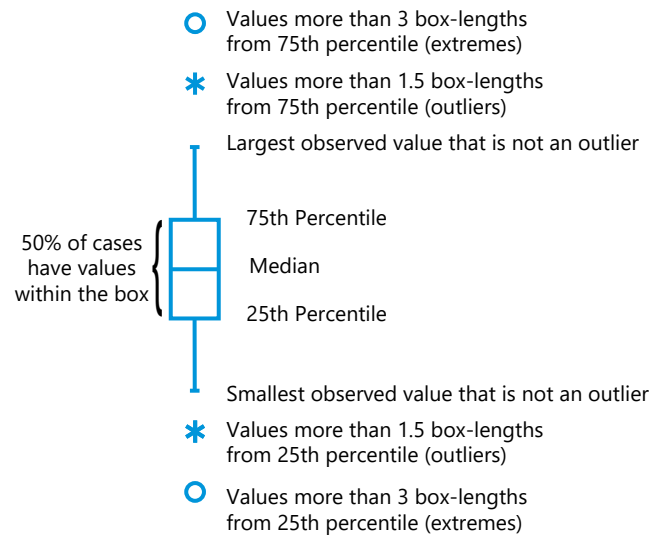 Values more than 3 box-lengths
from 75th percentile (extremes)
Values more than 1.5 box-lengths
from 75th percentile (outliers)
Largest observed value that is not an outlier
75th Percentile
50% of cases
have values
within the box
Median
25th Percentile
Smallest observed value that is not an outlier
Values more than 1.5 box-lengths
from 25th percentile (outliers)
Values more than 3 box-lengths
from 25th percentile (extremes)